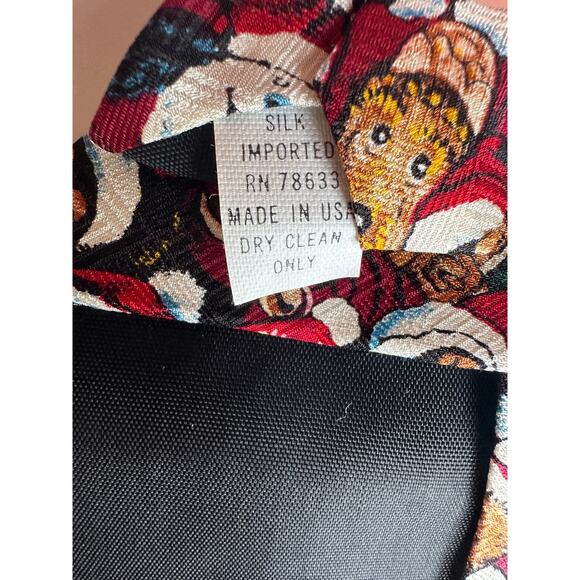 SILK
IMPORTED
RN 78633
MADE IN USA
DRY CLEAN
ONLY